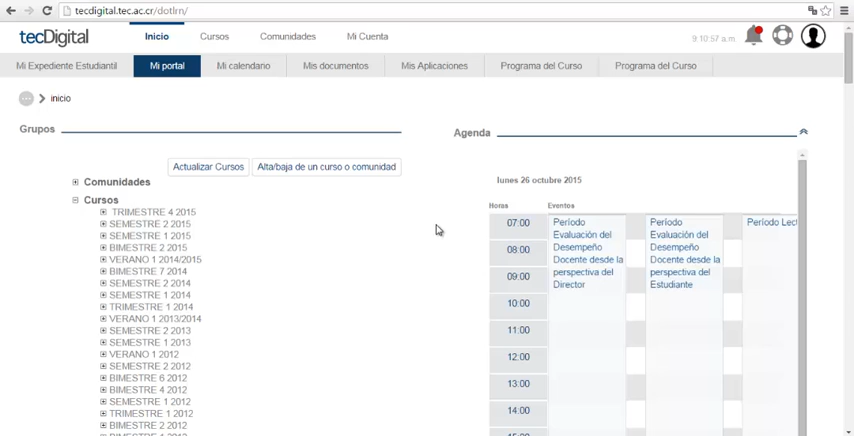 tecdigital.tec.ac.cr/dotlrn/
tecDigital
Inicio
Cursos
Comunidades
Mi Cuenta
9:10:57 a.m
Mi Expediente Estudiantil
Mi portal
Mi calendario
Mis documentos
Mis Aplicaciones
Programa del Curso
Programa del Curso
inicio
Grupos
Actualizar Cursos
Alta/baja de un curso o comunidad
Comunidades
Cursos
TRIMESTRE 4 2015
SEMESTRE 2 2015
SEMESTRE 1 2015
BIMESTRE 2 2015
VERANO 1 2014/2015
BIMESTRE 7 2014
SEMESTRE 2 2014
SEMESTRE 1 2014
TRIMESTRE 1 2014
VERANO 1 2013/2014
SEMESTRE 2 2013
SEMESTRE 1 2013
VERANO 1 2012
SEMESTRE 2 2012
BIMESTRE 6 2012
BIMESTRE 4 2012
SEMESTRE 1 2012
TRIMESTRE 1 2012
BIMESTRE 2 2012
Agenda
lunes 26 octubre 2015
Horas
Eventos
07:00
08:00
09:00
10:00
11:00
12:00
13:00
14:00
Período
Evaluación del
Desempeño
Docente desde la
perspectiva del
Director
Período
Evaluación del
Desempeño
Docente desde la
perspectiva del
Estudiante
Período Lect